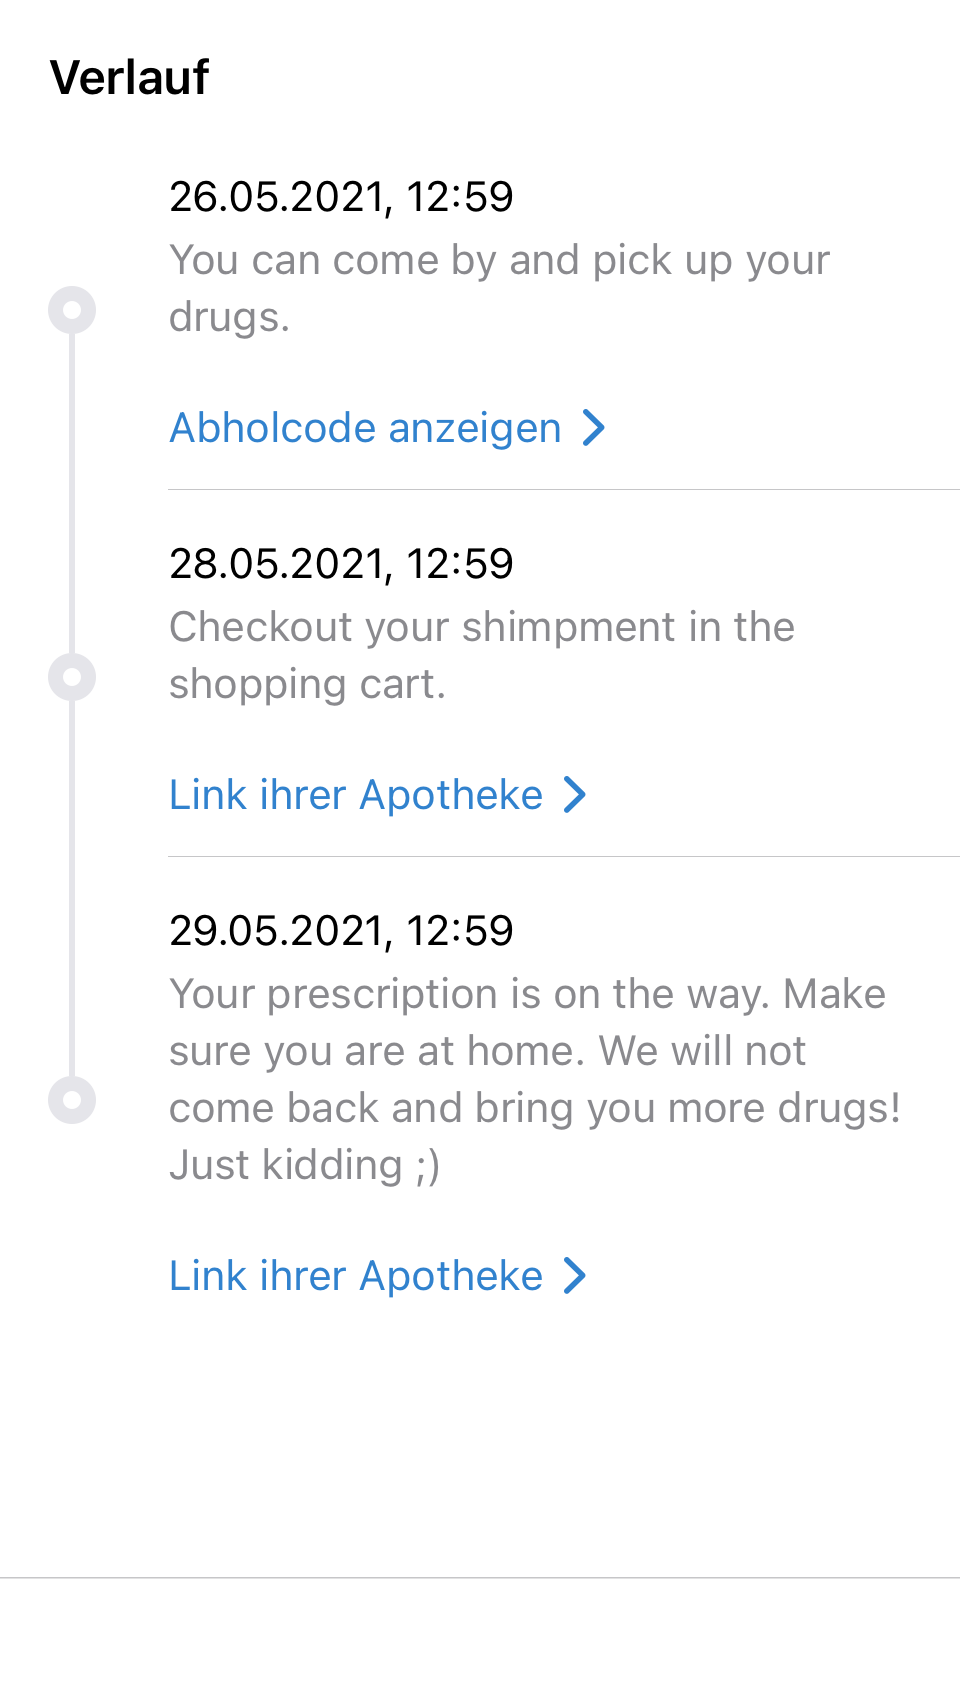 Verlauf
26.05.2021, 12:59
You can come by and pick up your
drugs.
Abholcode anzeigen
28.05.2021, 12:59
Checkout your shimpment in the
shopping cart.
Link ihrer Apotheke
29.05.2021, 12:59
Your prescription is on the way. Make
sure you are at home. We will not
come back and bring you more drugs!
Just kidding ;)
Link ihrer Apotheke